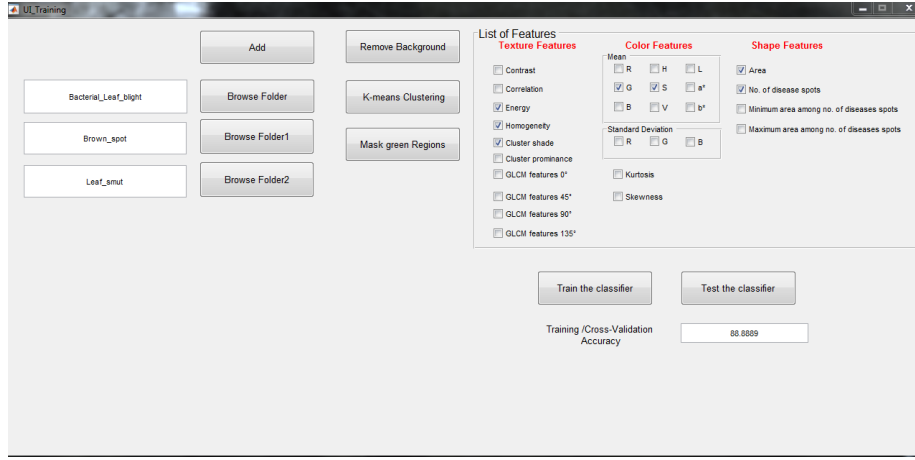 UI_Training
Add
Remove Background
Bacterial_Leaf_blight
Browse Folder
K-means Clustering
Brown_spot
Browse Folder1
Mask green Regions
Leaf_smut
Browse Folder2
List of Features
Texture Features
Contrast
Correlation
Energy
Homogeneity
Cluster shade
Cluster prominance
GLCM features 0°
GLCM features 45°
GLCM features 90°
GLCM features 135°
Color Features
Mean
R H L
G S a*
B V b*
Standard Deviation
R G B
Kurtosis
Skewness
Shape Features
Area
No. of disease spots
Minimum area among no. of diseases spots
Maximum area among no. of diseases spots
Train the classifier
Test the classifier
Training /Cross-Validation
Accuracy
88.8889